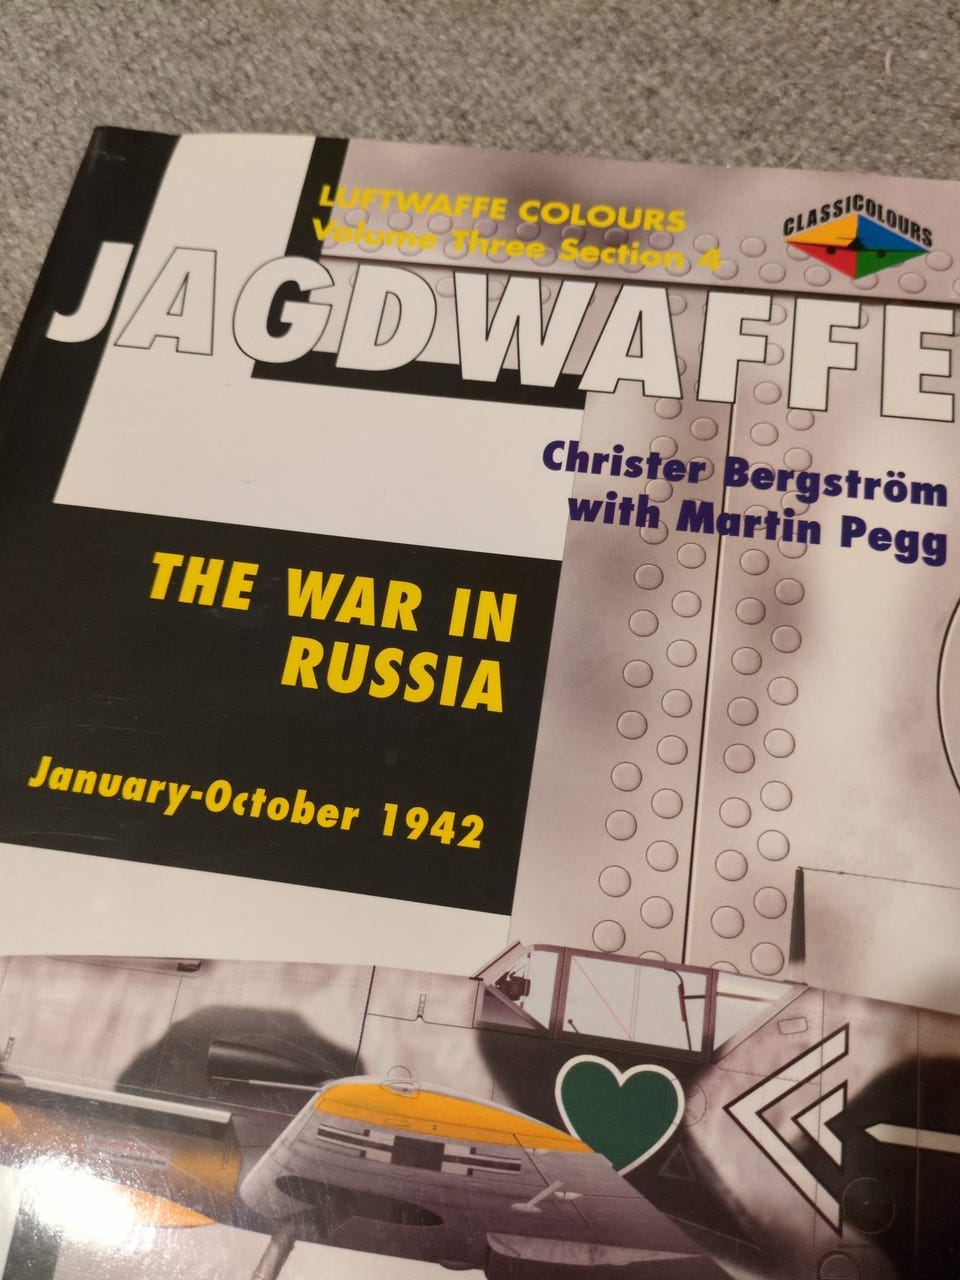 LUFTWAFFE COLOURS
Volume Three Section 4
CLASSICOLOURS
JAGDWAFFE
Christer Bergström
with Martin Pegg
THE WAR IN
RUSSIA
January-October 1942